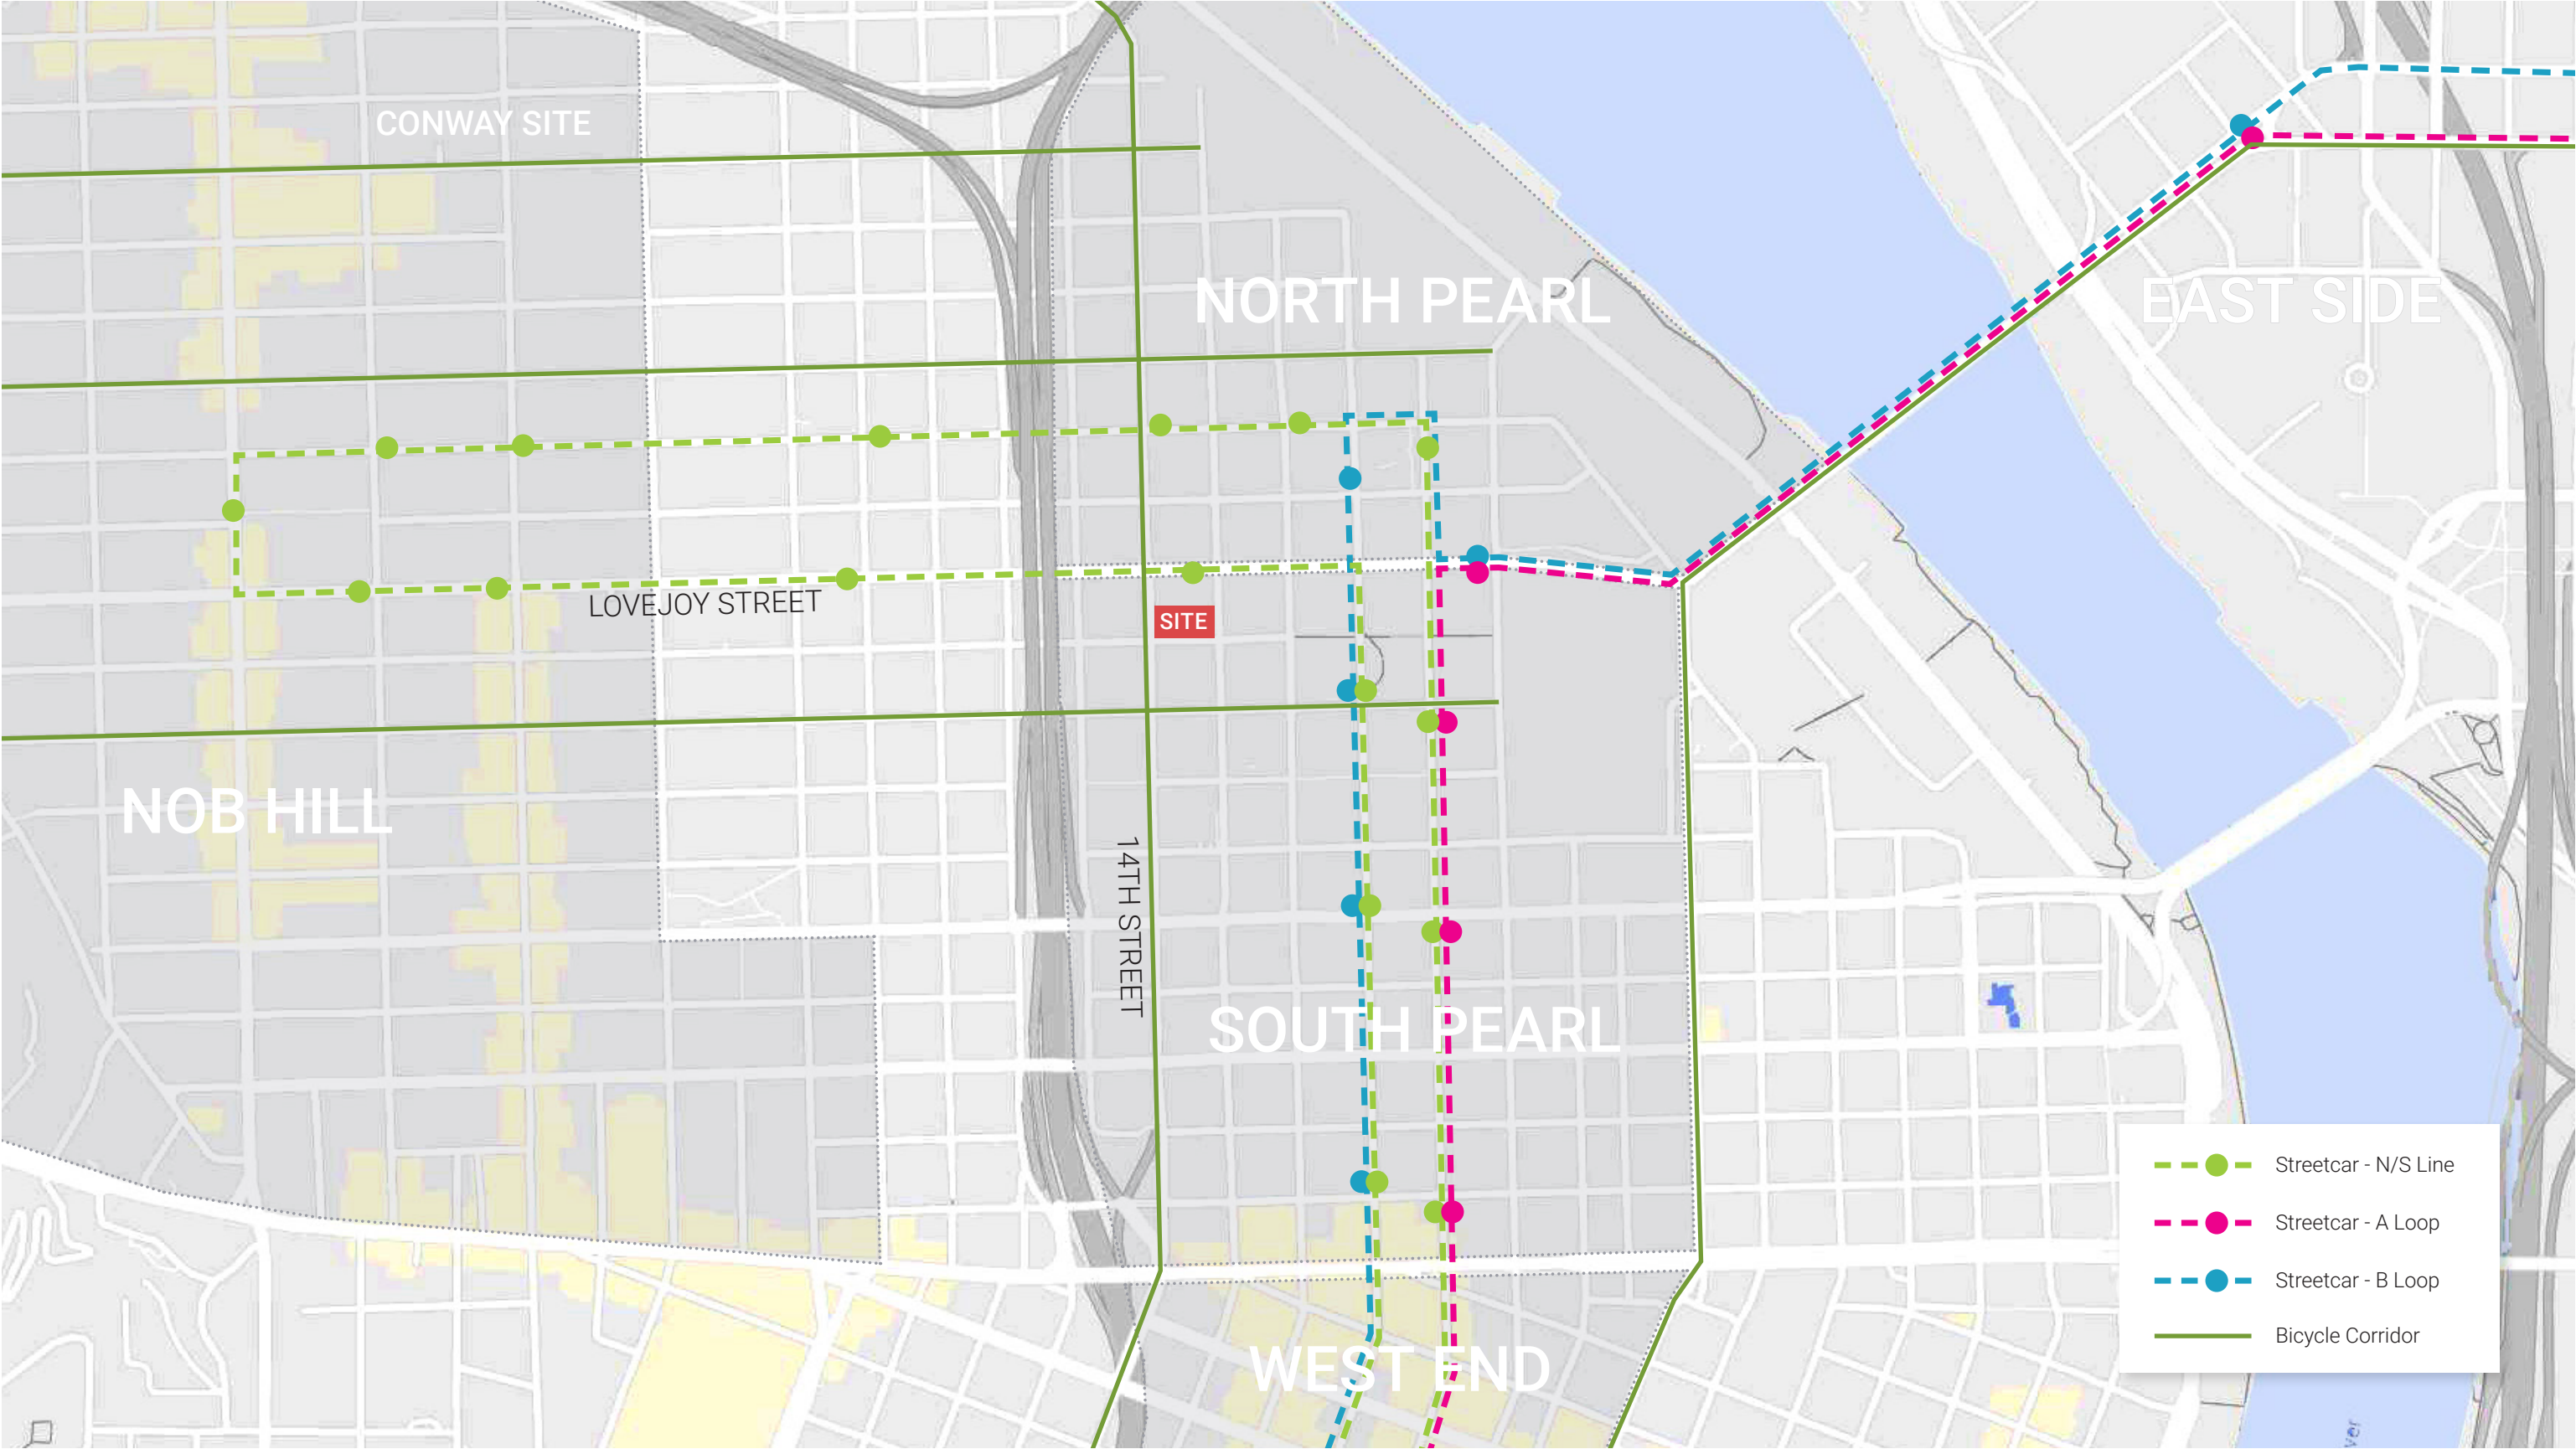 CONWAY SITE
NORTH PEARL
EAST SIDE
LOVEJOY STREET
SITE
NOB HILL
14TH STREET
SOUTH PEARL
WEST END
Streetcar - N/S Line
Streetcar - A Loop
Streetcar - B Loop
Bicycle Corridor